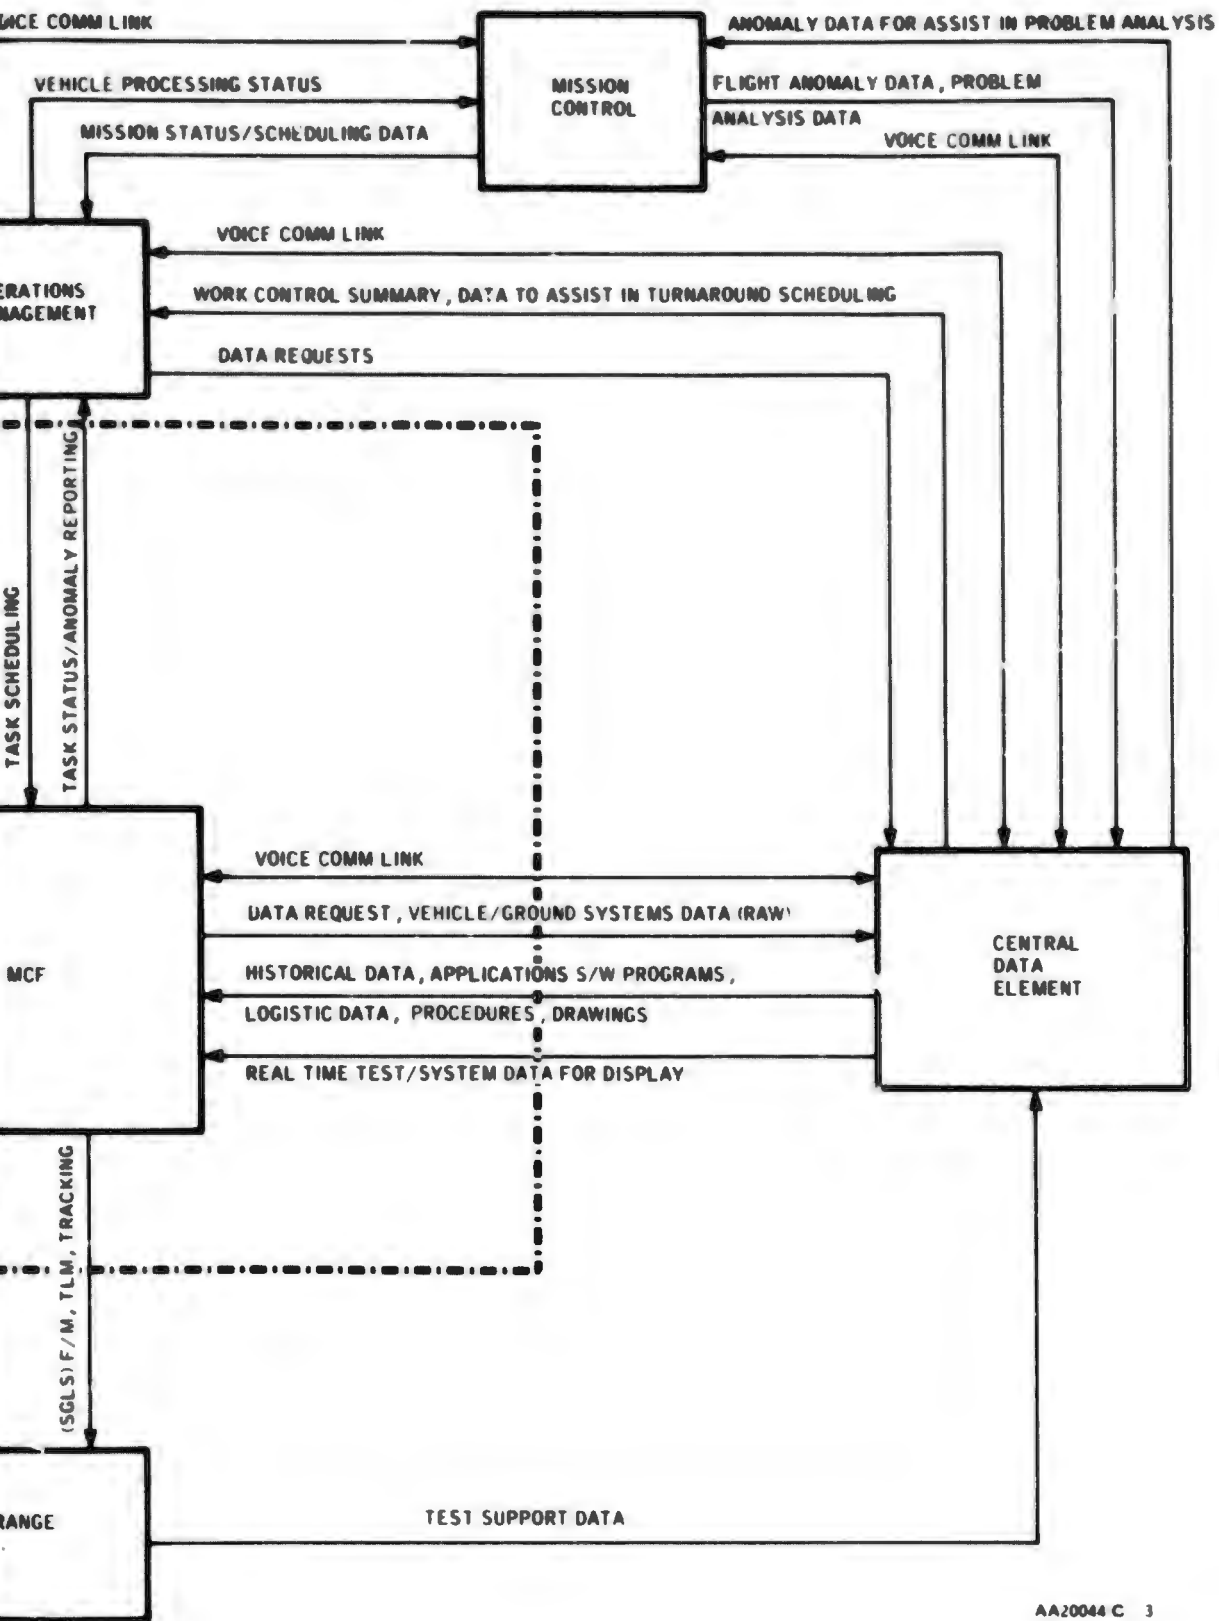 COMM LINK
ANOMALY DATA FOR ASSIST IN PROBLEM ANALYSIS
VEHICLE PROCESSING STATUS
MISSION
CONTROL
FLIGHT ANOMALY DATA, PROBLEM
ANALYSIS DATA
MISSION STATUS/SCHEDULING DATA
VOICE COMM LINK
VOICE COMM LINK
ERATIONS
NAGEMENT
WORK CONTROL SUMMARY, DATA TO ASSIST IN TURNAROUND SCHEDULING
DATA REQUESTS
TASK SCHEDULING
TASK STATUS/ANOMALY REPORTING
VOICE COMM LINK
DATA REQUEST, VEHICLE/GROUND SYSTEMS DATA (RAW)
MCF
HISTORICAL DATA, APPLICATIONS S/W PROGRAMS,
LOGISTIC DATA, PROCEDURES, DRAWINGS
REAL TIME TEST/SYSTEM DATA FOR DISPLAY
CENTRAL
DATA
ELEMENT
(SGLS) F/M, TLM, TRACKING
RANGE
TEST SUPPORT DATA
AA20044 C 3